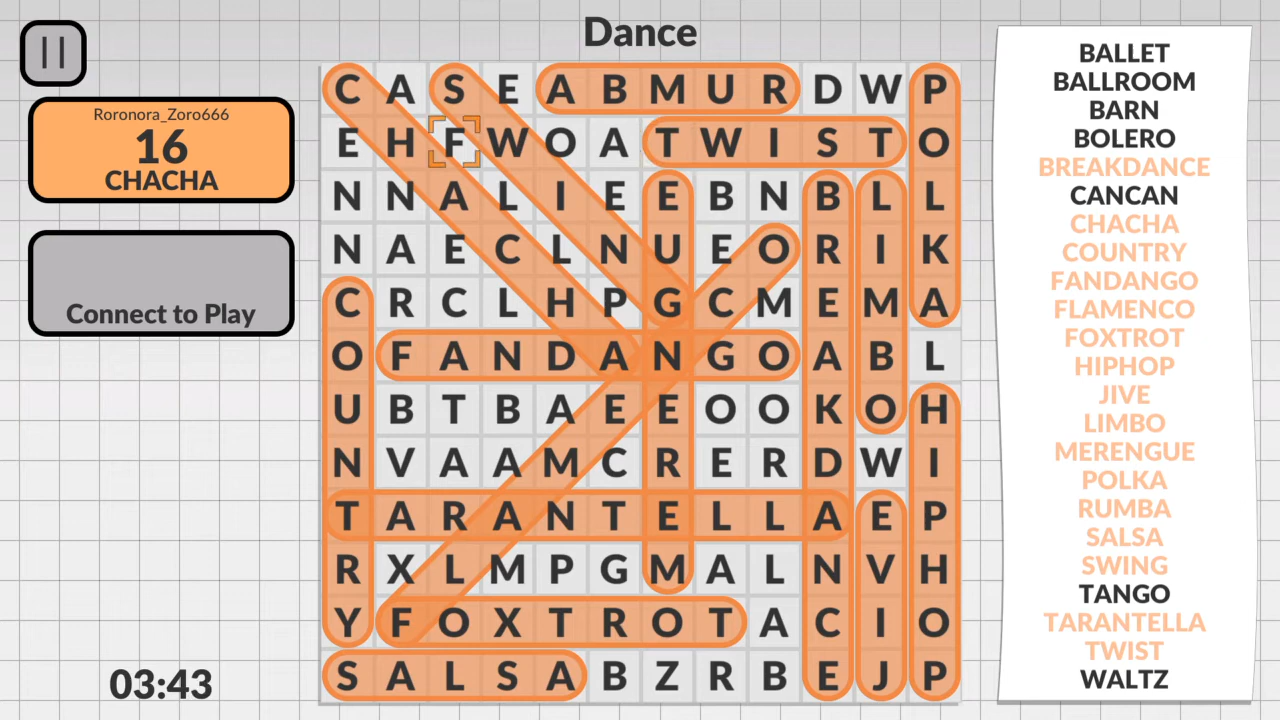 Dance
Roronora_Zoro666
16
CHACHA
Connect to Play
03:43
C A S E A B M U R D W P
E H F W O A T W I S T O
N N A L I E E B N B L L
N A E C L N U E O R I K
C R C L H P G C M E M A
O F A N D A N G O A B L
U B T B A E E O O K O H
N V A A M C R E R D W I
T A R A N T E L L A E P
R X L M P G M A L N V H
Y F O X T R O T A C I O
S A L S A B Z R B E J P
BALLET
BALLROOM
BARN
BOLERO
BREAKDANCE
CANCAN
CHACHA
COUNTRY
FANDANGO
FLAMENCO
FOXTROT
HIPHOP
JIVE
LIMBO
MERENGUE
POLKA
RUMBA
SALSA
SWING
TANGO
TARANTELLA
TWIST
WALTZ